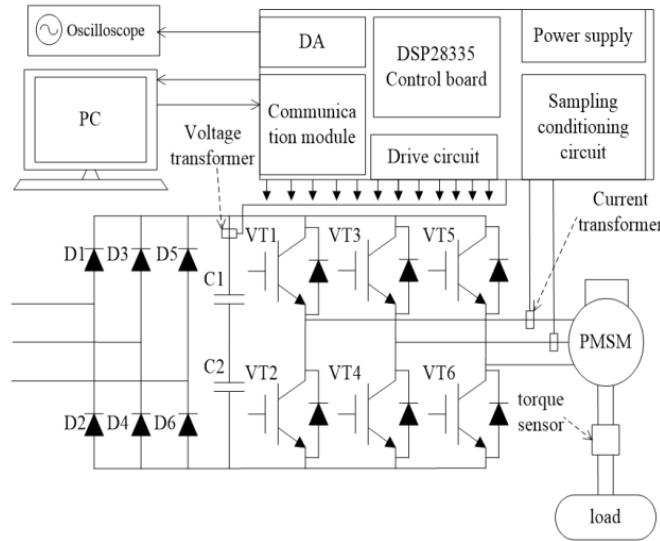 Oscilloscope
DA
DSP28335
Control board
Power supply
PC
Communica
tion module
Sampling
conditioning
circuit
Voltage
transformer
Drive circuit
Current
transformer
VT1
VT3
VT5
D1
D3
D5
C1
PMSM
C2
VT2
VT4
VT6
D2
D4
D6
torque
sensor
load